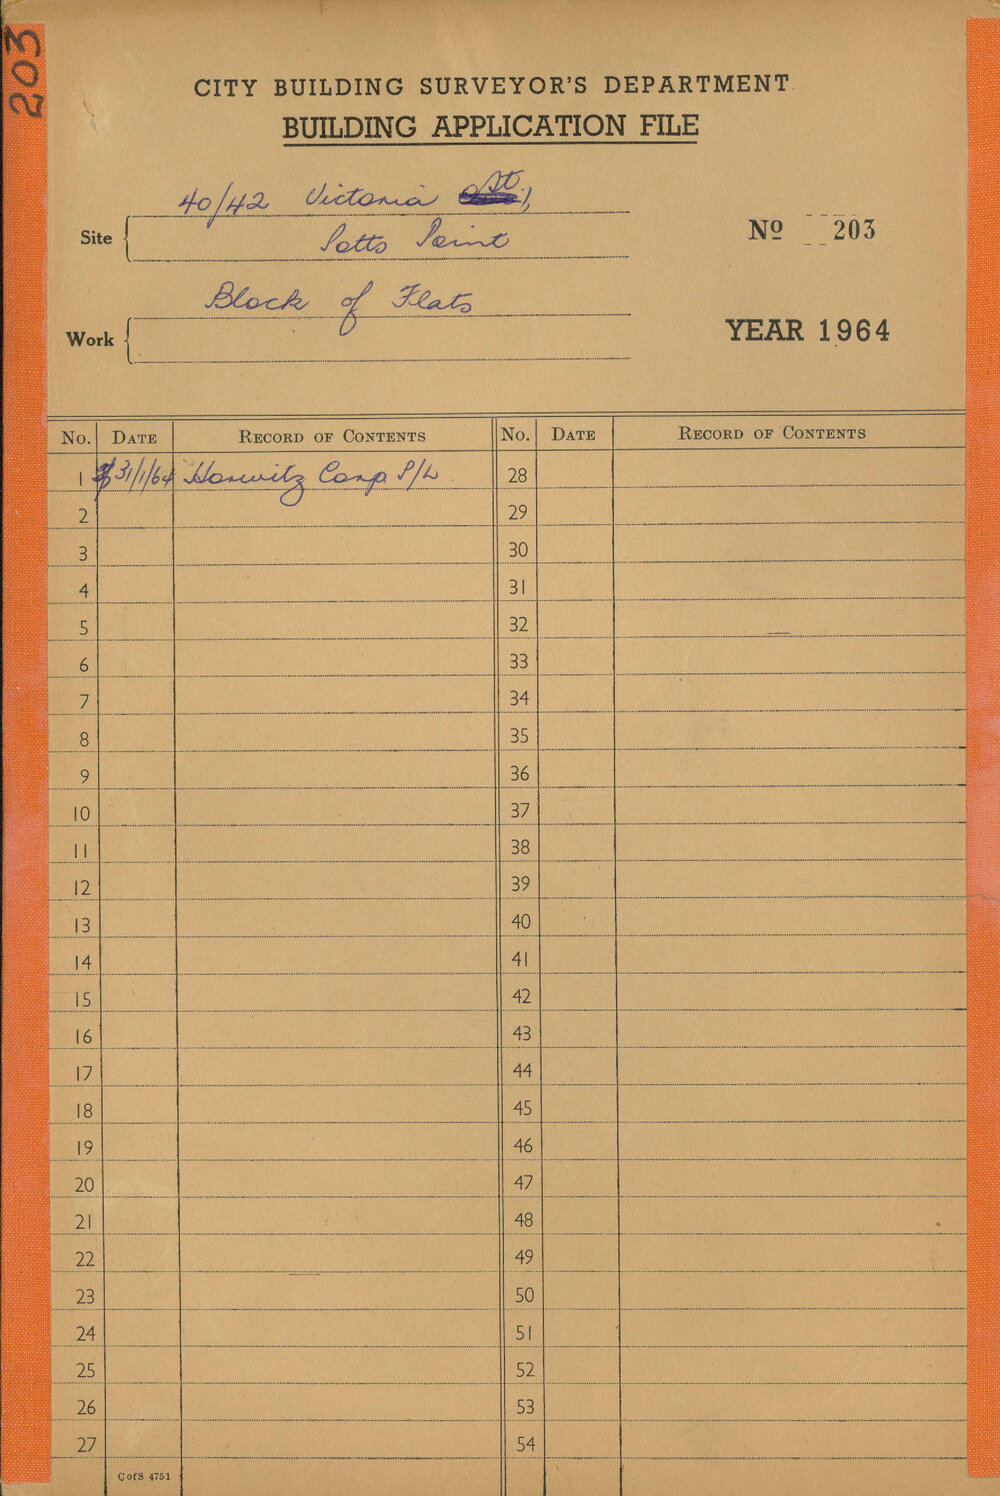 203
CITY BUILDING SURVEYOR'S DEPARTMENT
BUILDING APPLICATION FILE
40/42 Victoria St.,
Site
Potts Point
No 203
Block of Flats
Work
YEAR 1964
No. DATE RECORD OF CONTENTS No. DATE RECORD OF CONTENTS
1 31/1/64 Horwitz Corp P/L 28
2 29
3 30
4 31
5 32
6 33
7 34
8 35
9 36
10 37
11 38
12 39
13 40
14 41
15 42
16 43
17 44
18 45
19 46
20 47
21 48
22 49
23 50
24 51
25 52
26 53
27 54
C of S 4751